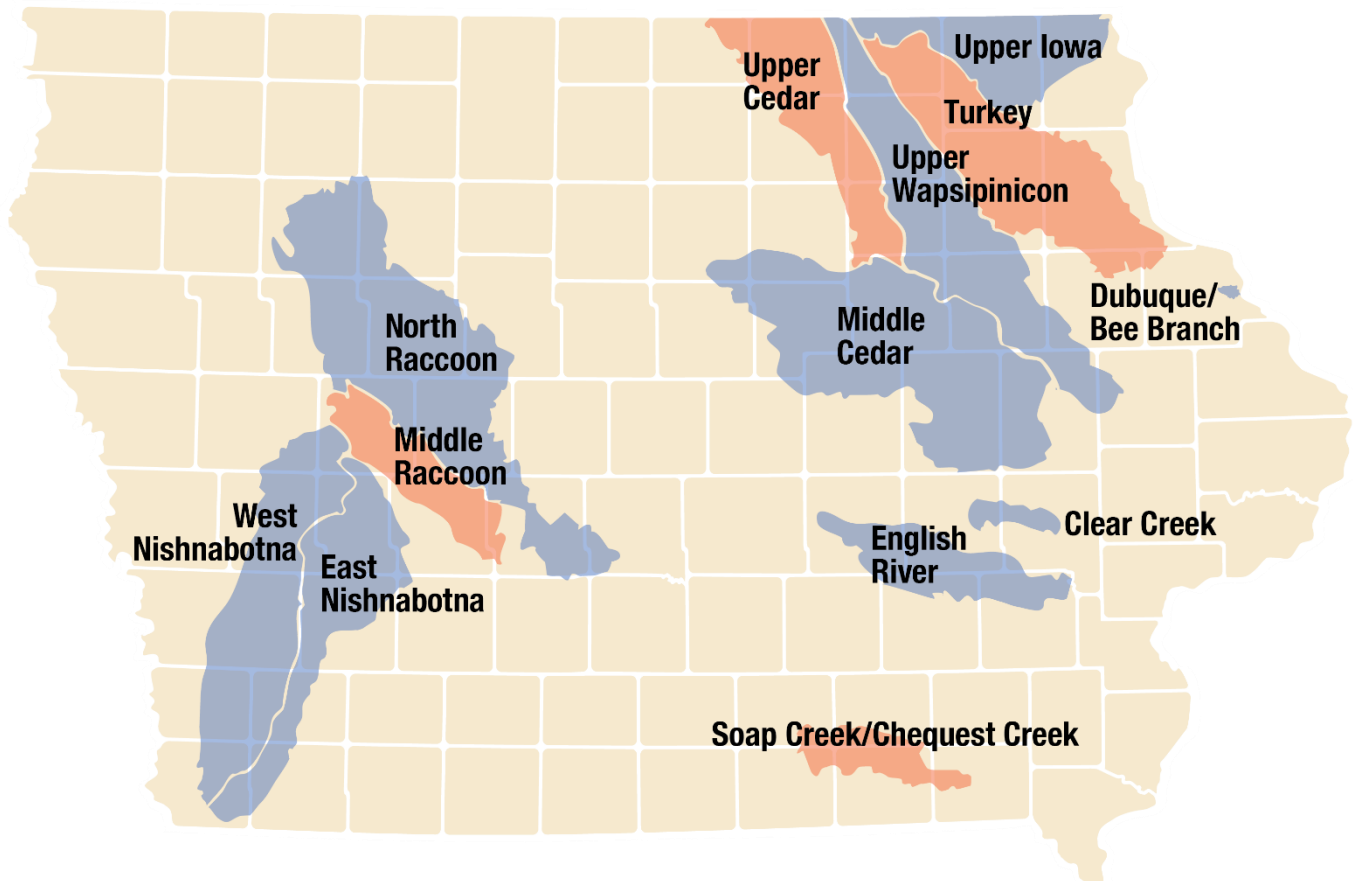 Upper
Cedar
Upper Iowa
Turkey
Upper
Wapsipinicon
Dubuque/
Bee Branch
North
Raccoon
Middle
Cedar
Middle
Raccoon
West
Nishnabotna
East
Nishnabotna
English
River
Clear Creek
Soap Creek/Chequest Creek